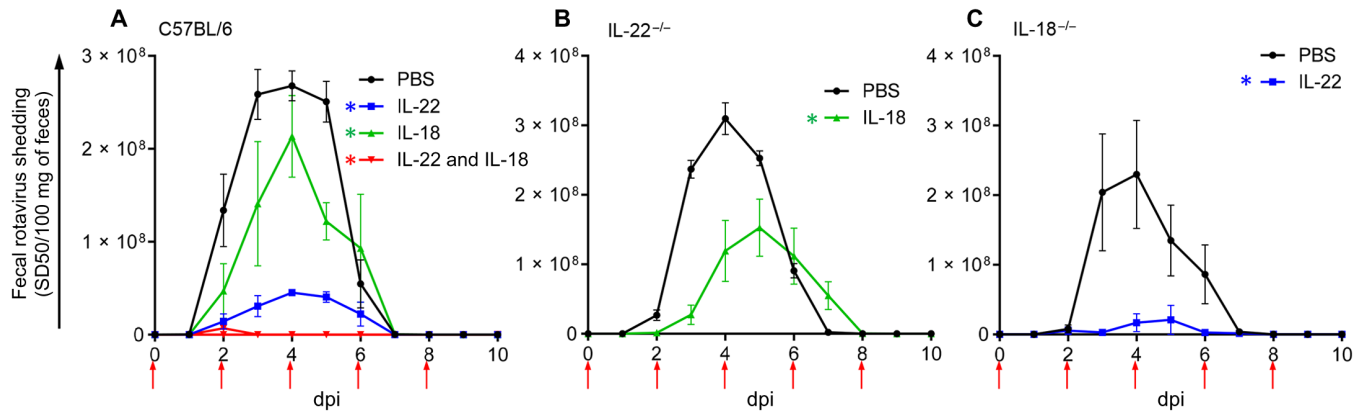 A
C57BL/6
Fecal rotavirus shedding
(SD50/100 mg of feces)
3 × 10⁸
2 × 10⁸
1 × 10⁸
0
0 2 4 6 8 10
dpi
PBS
* IL-22
* IL-18
* IL-22 and IL-18
B
IL-22⁻/⁻
4 × 10⁸
3 × 10⁸
2 × 10⁸
1 × 10⁸
0
0 2 4 6 8 10
dpi
PBS
* IL-18
C
IL-18⁻/⁻
4 × 10⁸
3 × 10⁸
2 × 10⁸
1 × 10⁸
0
0 2 4 6 8 10
dpi
PBS
* IL-22